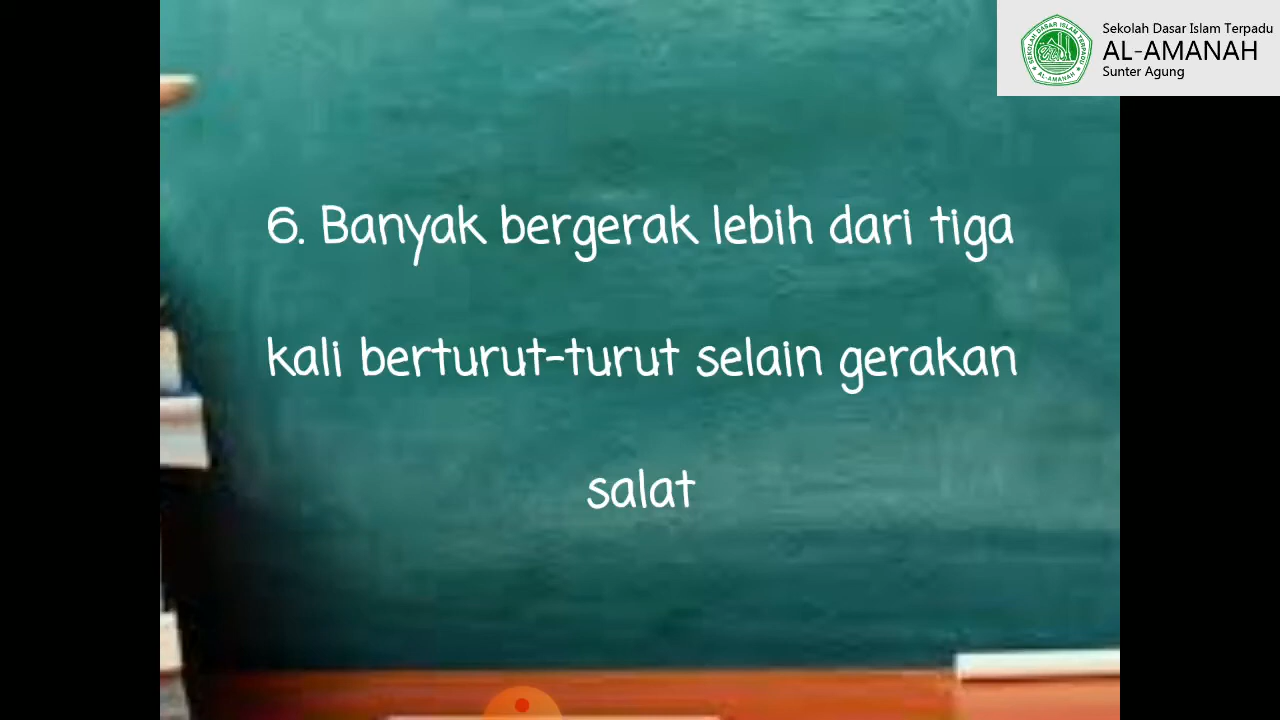 Sekolah Dasar Islam Terpadu
AL-AMANAH
Sunter Agung
6. Banyak bergerak lebih dari tiga
kali berturut-turut selain gerakan
salat